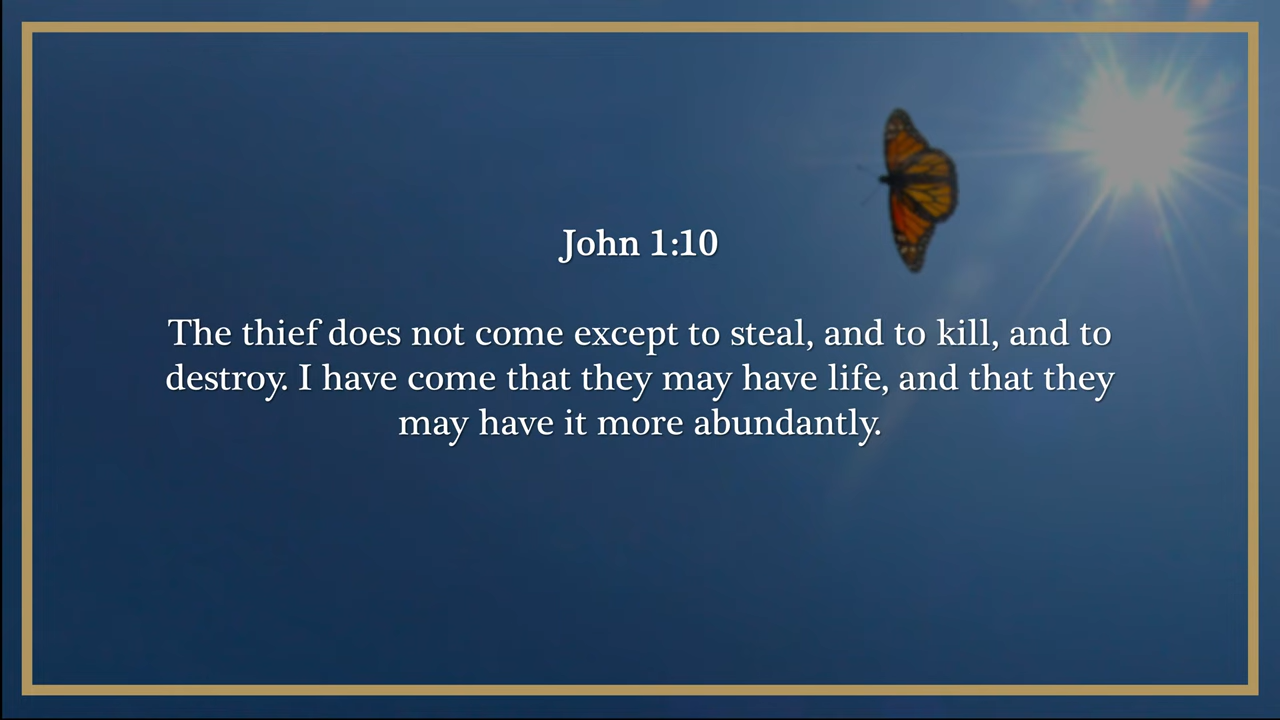 John 1:10
The thief does not come except to steal, and to kill, and to
destroy. I have come that they may have life, and that they
may have it more abundantly.